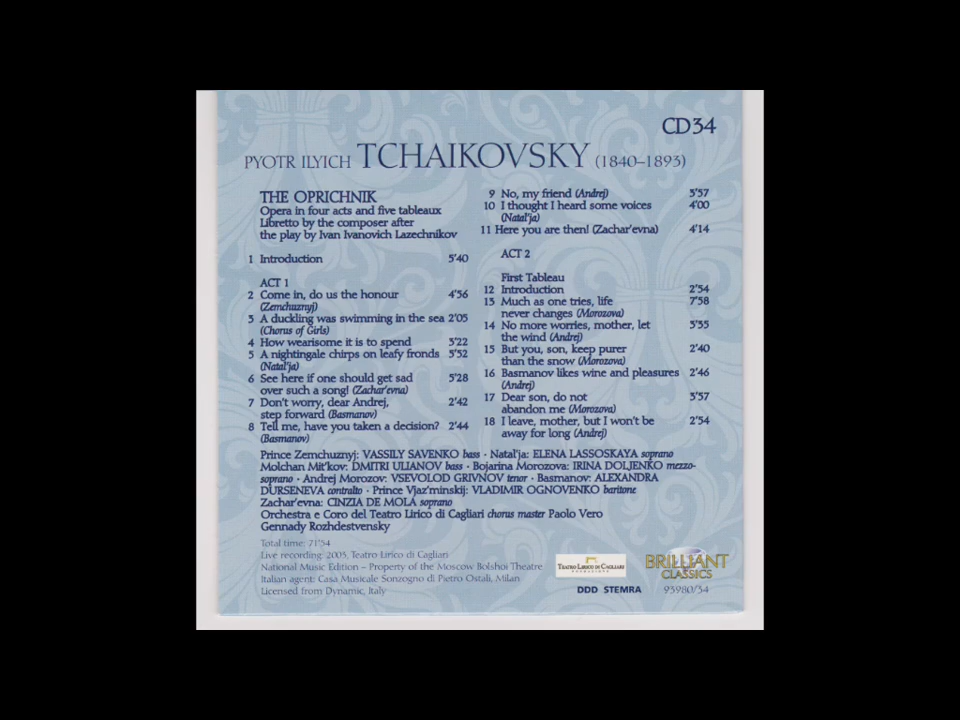 CD34
PYOTR ILYICH TCHAIKOVSKY (1840–1893)
THE OPRICHNIK
Opera in four acts and five tableaux
Libretto by the composer after
the play by Ivan Ivanovich Lazechnikov
1 Introduction 5'40
ACT 1
2 Come in, do us the honour 4'56
(Zemchuznyj)
3 A duckling was swimming in the sea 2'05
(Chorus of Girls)
4 How wearisome it is to spend 3'22
5 A nightingale chirps on leafy fronds 5'52
(Natal'ja)
6 See here if one should get sad 5'28
over such a song! (Zachar'evna)
7 Don't worry, dear Andrej, 2'42
step forward (Basmanov)
8 Tell me, have you taken a decision? 2'44
(Basmanov)
9 No, my friend (Andrej) 5'57
10 I thought I heard some voices 4'00
(Natal'ja)
11 Here you are then! (Zachar'evna) 4'14
ACT 2
First Tableau
12 Introduction 2'54
13 Much as one tries, life 7'58
never changes (Morozova)
14 No more worries, mother, let 3'35
the wind (Andrej)
15 But you, son, keep purer 2'40
than the snow (Morozova)
16 Basmanov likes wine and pleasures 2'46
(Andrej)
17 Dear son, do not 3'57
abandon me (Morozova)
18 I leave, mother, but I won't be 2'54
away for long (Andrej)
Prince Zemchuznyj: VASSILY SAVENKO bass · Natal'ja: ELENA LASSOSKAYA soprano
Molchan Mit'kov: DMITRI ULIANOV bass · Bojarina Morozova: IRINA DOLJENKO mezzo-
soprano · Andrej Morozov: VSEVOLOD GRIVNOV tenor · Basmanov: ALEXANDRA
DURSENEVA contralto · Prince Vjaz'minskij: VLADIMIR OGNOVENKO baritone
Zachar'evna: CINZIA DE MOLA soprano
Orchestra e Coro del Teatro Lirico di Cagliari chorus master Paolo Vero
Gennady Rozhdestvensky
Total time: 71'54
Live recording 2003, Teatro Lirico di Cagliari
National Music Edition – Property of the Moscow Bolshoi Theatre
Italian agent: Casa Musicale Sonzogno di Pietro Ostali, Milan
Licensed from Dynamic, Italy
TEATRO LIRICO DI CAGLIARI
FONDAZIONE
BRILLIANT
CLASSICS
DDD STEMRA 93980/34